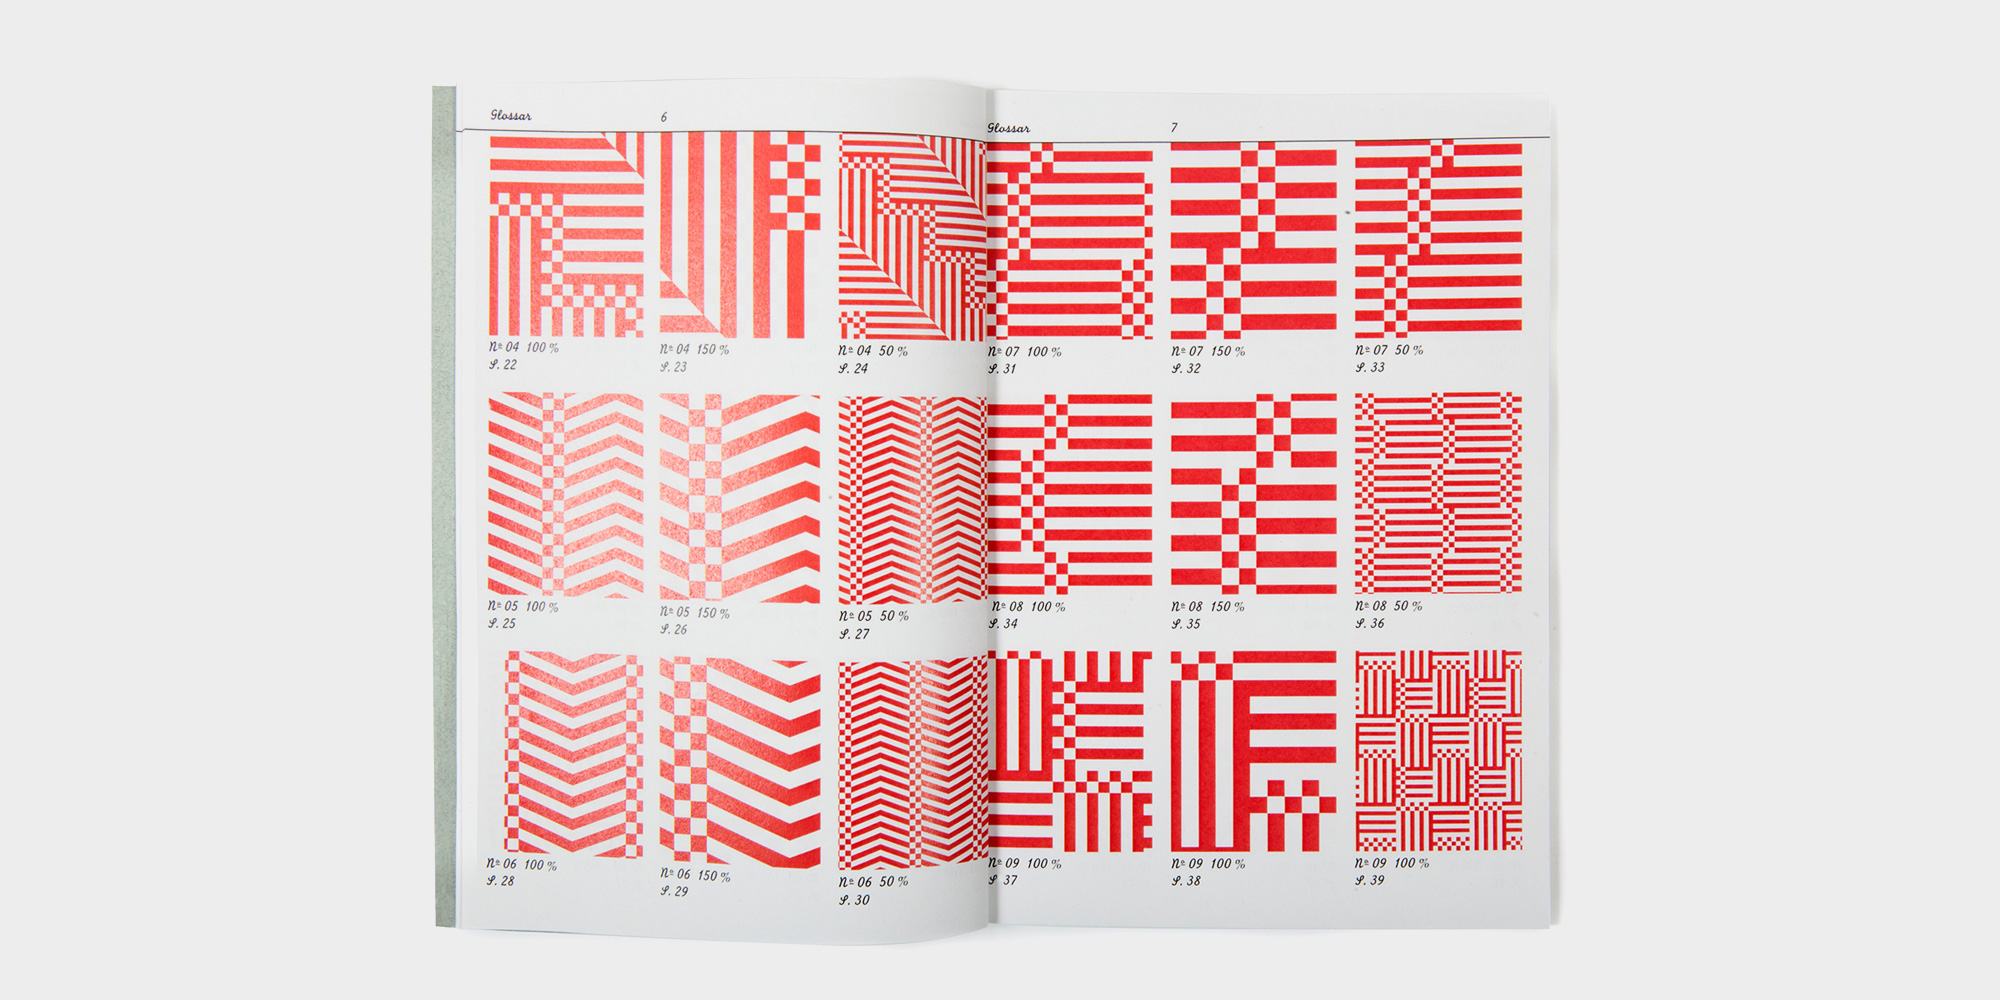 Glossar 6
Nº 04 100 %
S. 22
Nº 04 150 %
S. 23
Nº 04 50 %
S. 24
Nº 05 100 %
S. 25
Nº 05 150 %
S. 26
Nº 05 50 %
S. 27
Nº 06 100 %
S. 28
Nº 06 150 %
S. 29
Nº 06 50 %
S. 30
Glossar 7
Nº 07 100 %
S. 31
Nº 07 150 %
S. 32
Nº 07 50 %
S. 33
Nº 08 100 %
S. 34
Nº 08 150 %
S. 35
Nº 08 50 %
S. 36
Nº 09 100 %
S. 37
Nº 09 100 %
S. 38
Nº 09 100 %
S. 39